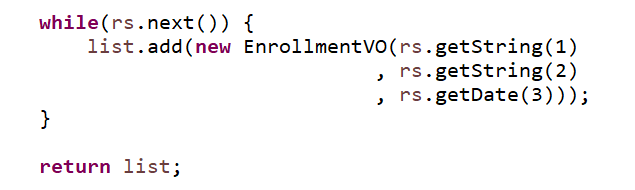 while(rs.next()) {
    list.add(new EnrollmentVO(rs.getString(1)
                            , rs.getString(2)
                            , rs.getDate(3)));
}
return list;